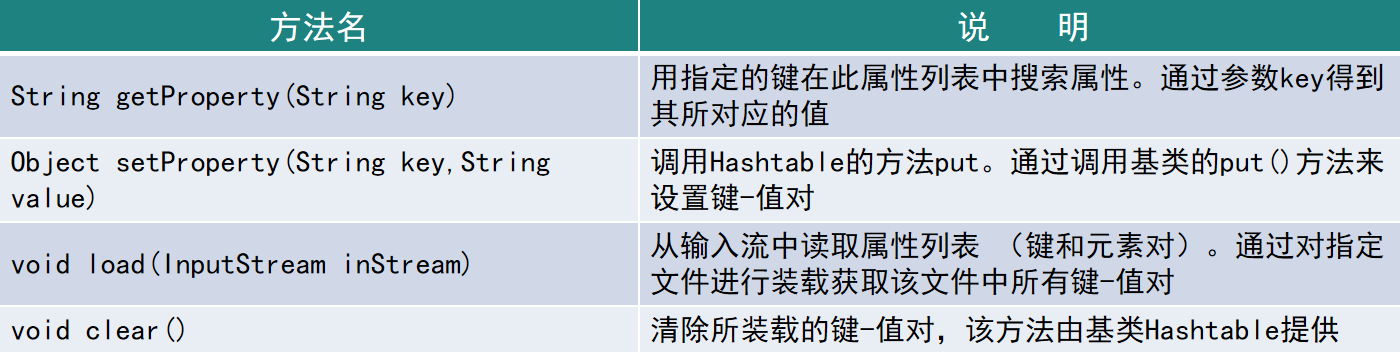 方法名
说 明
String getProperty(String key)
用指定的键在此属性列表中搜索属性。通过参数key得到
其所对应的值
Object setProperty(String key,String
value)
调用Hashtable的方法put。通过调用基类的put()方法来
设置键-值对
void load(InputStream inStream)
从输入流中读取属性列表 （键和元素对）。通过对指定
文件进行装载获取该文件中所有键-值对
void clear()
清除所装载的键-值对，该方法由基类Hashtable提供